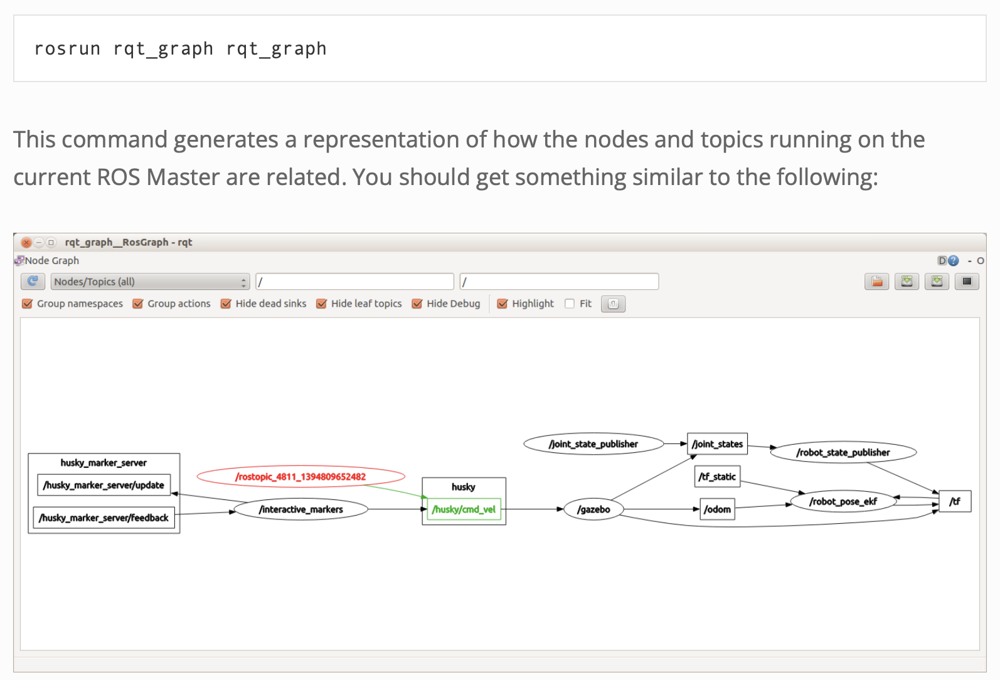 rosrun rqt_graph rqt_graph
This command generates a representation of how the nodes and topics running on the
current ROS Master are related. You should get something similar to the following:
rqt_graph__RosGraph - rqt
Node Graph
D ? - O
Nodes/Topics (all)
/
/
Group namespaces
Group actions
Hide dead sinks
Hide leaf topics
Hide Debug
Highlight
Fit
husky_marker_server
/husky_marker_server/update
/husky_marker_server/feedback
/rostopic_4811_1394809652482
/interactive_markers
husky
/husky/cmd_vel
/joint_state_publisher
/gazebo
/joint_states
/tf_static
/odom
/robot_state_publisher
/robot_pose_ekf
/tf